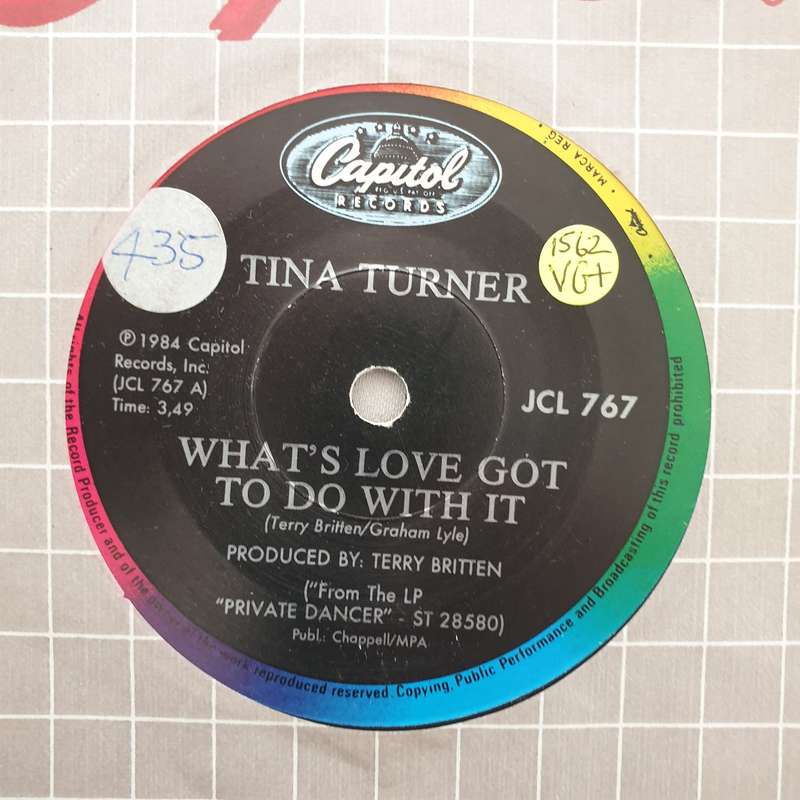 Capitol
REG. U.S. PAT. OFF.
RECORDS
• MARCA REG •
435
TINA TURNER
1562
VG+
℗ 1984 Capitol
Records, Inc.
(JCL 767 A)
Time: 3,49
JCL 767
WHAT'S LOVE GOT
TO DO WITH IT
(Terry Britten/Graham Lyle)
PRODUCED BY: TERRY BRITTEN
("From The LP
"PRIVATE DANCER" - ST 28580)
Publ.: Chappell/MPA
All rights of the Record Producer and of the owner of the work reproduced reserved. Copying, Public Performance and Broadcasting of this record prohibited